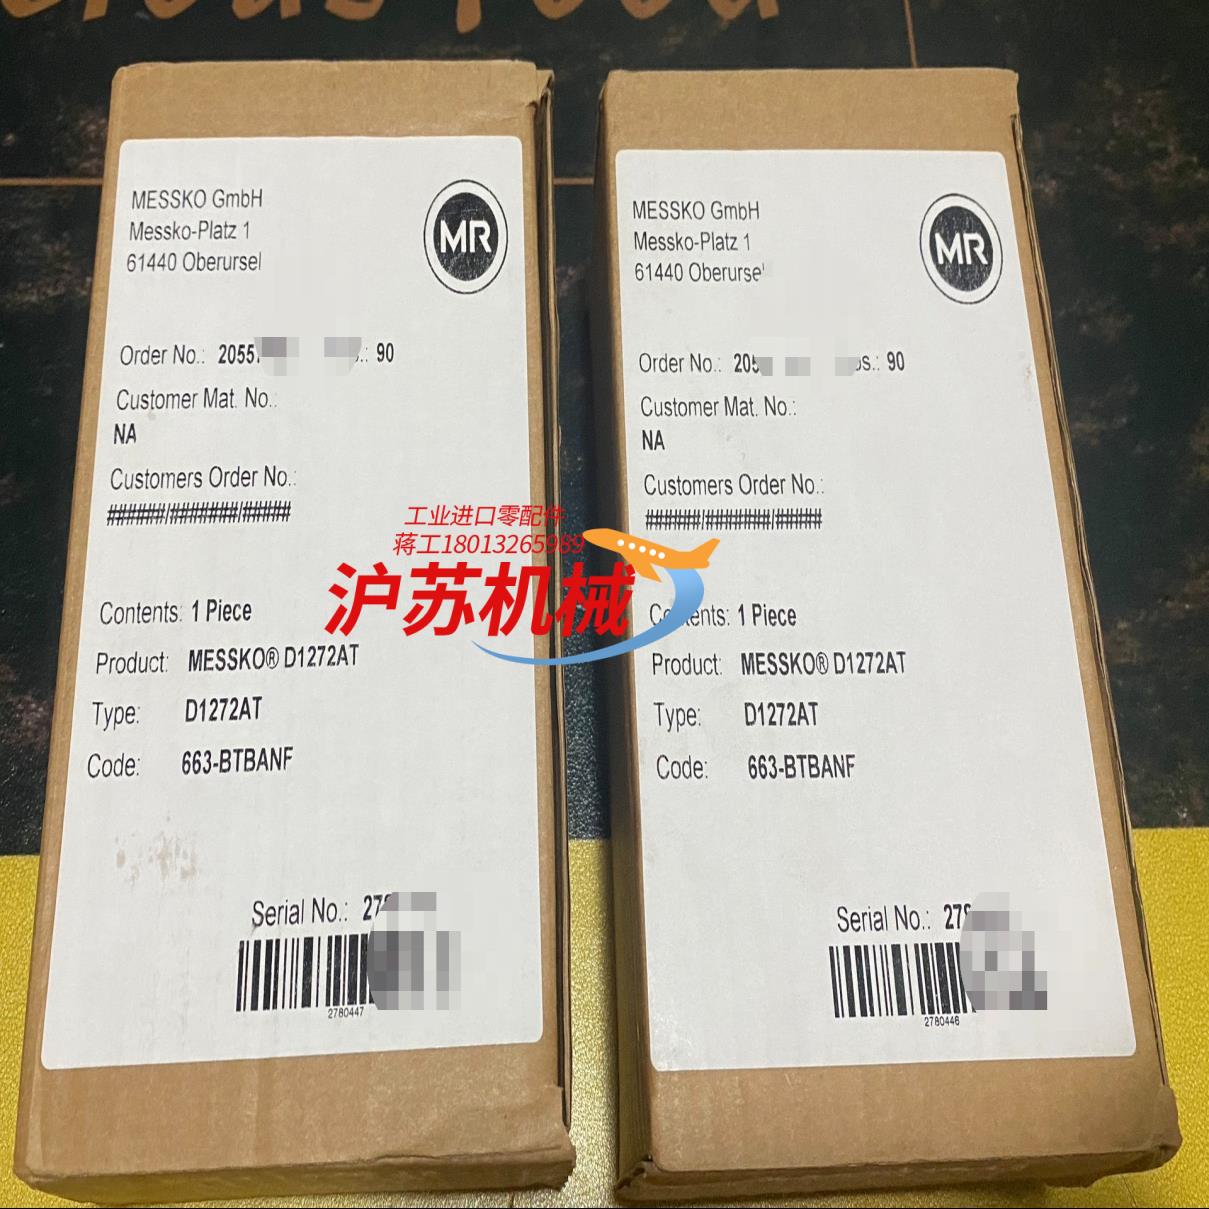 MESSKO GmbH
Messko-Platz 1
61440 Oberursel
MR
Order No.: 2055 90
Customer Mat. No.:
NA
Customers Order No.:
######/#######/#####
Contents: 1 Piece
Product: MESSKO® D1272AT
Type: D1272AT
Code: 663-BTBANF
Serial No.: 27
2780447
MESSKO GmbH
Messko-Platz 1
61440 Oberursel
MR
Order No.: 205 os.: 90
Customer Mat. No.:
NA
Customers Order No.:
######/#######/#####
Contents: 1 Piece
Product: MESSKO® D1272AT
Type: D1272AT
Code: 663-BTBANF
Serial No.: 278
2780446
工业进口零配件
蒋工18013265989
沪苏机械